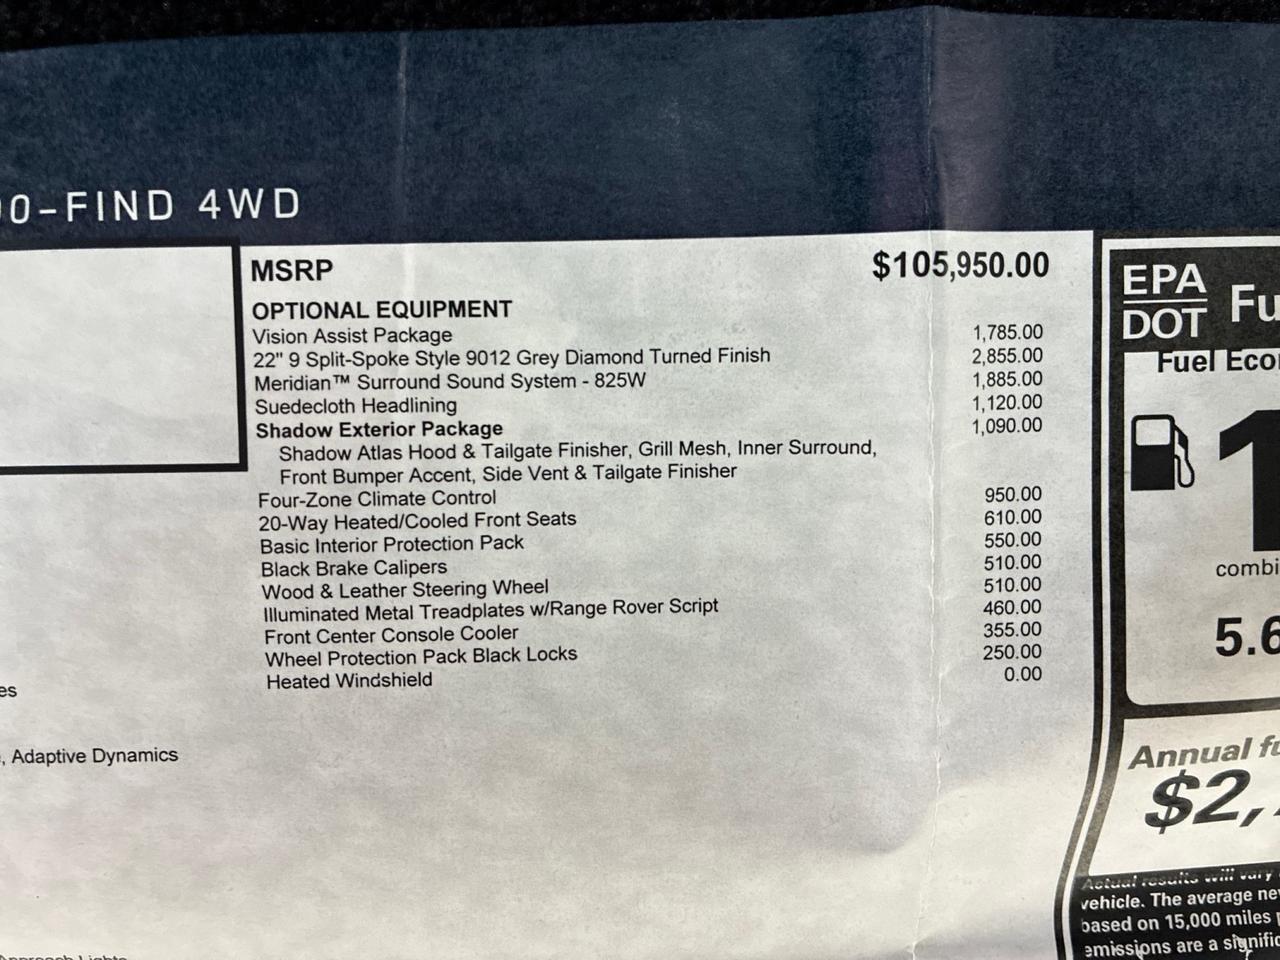 0-FIND 4WD
MSRP $105,950.00
OPTIONAL EQUIPMENT
Vision Assist Package 1,785.00
22" 9 Split-Spoke Style 9012 Grey Diamond Turned Finish 2,855.00
Meridian™ Surround Sound System - 825W 1,885.00
Suedecloth Headlining 1,120.00
Shadow Exterior Package 1,090.00
Shadow Atlas Hood & Tailgate Finisher, Grill Mesh, Inner Surround,
Front Bumper Accent, Side Vent & Tailgate Finisher
Four-Zone Climate Control 950.00
20-Way Heated/Cooled Front Seats 610.00
Basic Interior Protection Pack 550.00
Black Brake Calipers 510.00
Wood & Leather Steering Wheel 510.00
Illuminated Metal Treadplates w/Range Rover Script 460.00
Front Center Console Cooler 355.00
Wheel Protection Pack Black Locks 250.00
Heated Windshield 0.00
es
, Adaptive Dynamics
Approach Lights
EPA
DOT
Fu
Fuel Eco
1
combi
5.6
Annual fu
$2,
Actual results will vary
vehicle. The average ne
based on 15,000 miles
emissions are a signific